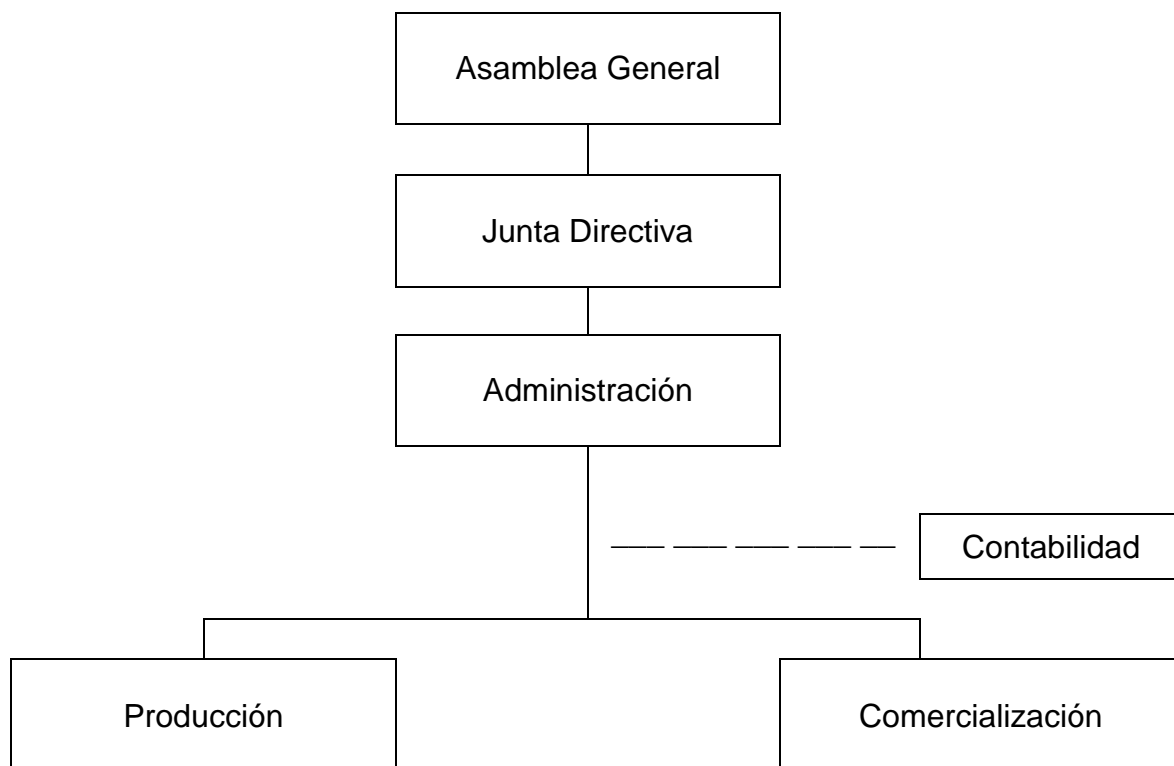 Asamblea General
Junta Directiva
Administración
Contabilidad
Producción
Comercialización